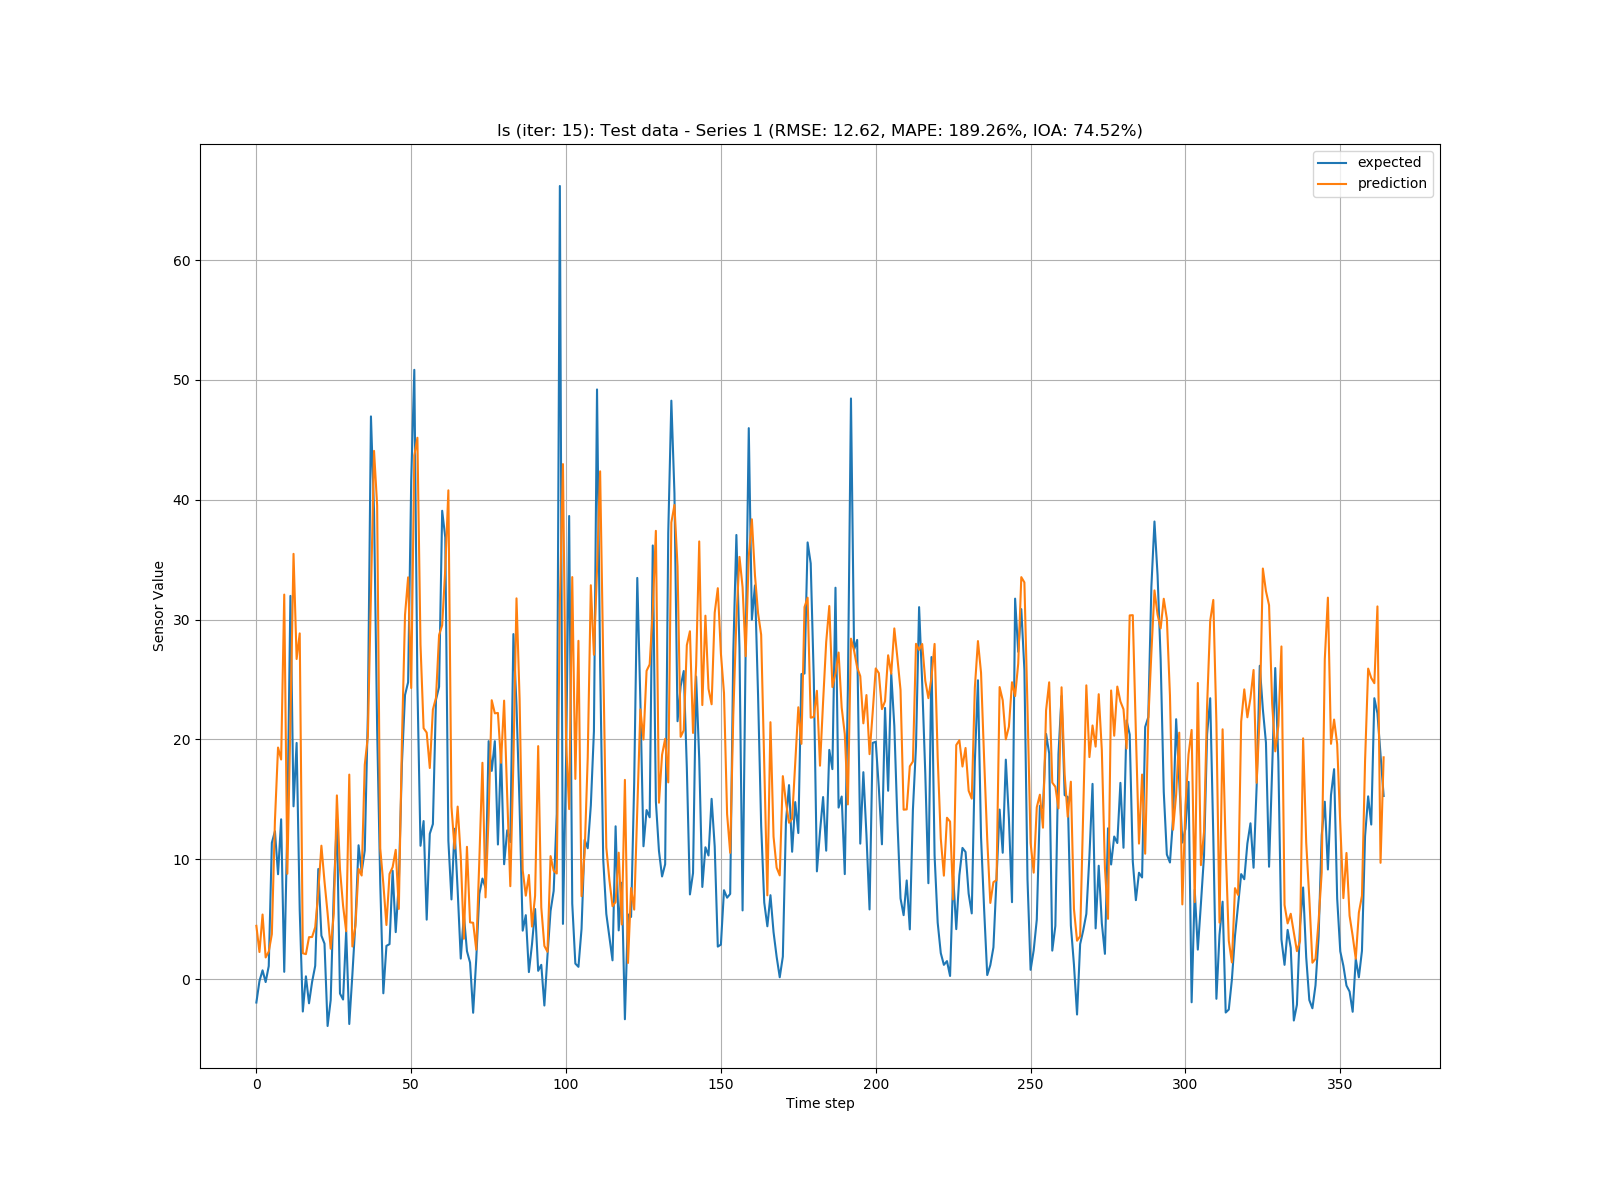 ls (iter: 15): Test data - Series 1 (RMSE: 12.62, MAPE: 189.26%, IOA: 74.52%)
expected
prediction
Sensor Value
60
50
40
30
20
10
0
0 50 100 150 200 250 300 350
Time step